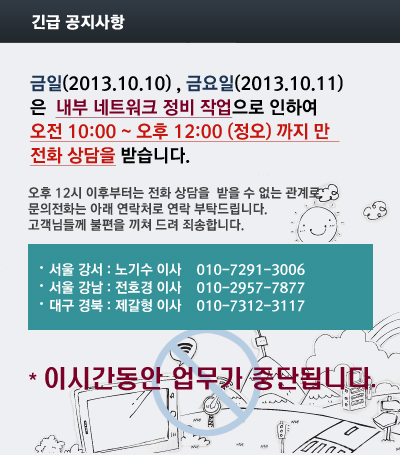 긴급 공지사항
금일(2013.10.10) , 금요일(2013.10.11)
은 내부 네트워크 정비 작업으로 인하여
오전 10:00 ~ 오후 12:00 (정오) 까지 만
전화 상담을 받습니다.
오후 12시 이후부터는 전화 상담을 받을 수 없는 관계로
문의전화는 아래 연락처로 연락 부탁드립니다.
고객님들께 불편을 끼쳐 드려 죄송합니다.
· 서울 강서 : 노기수 이사 010-7291-3006
· 서울 강남 : 전호경 이사 010-2957-7877
· 대구 경북 : 제갈형 이사 010-7312-3117
* 이시간동안 업무가 중단됩니다.